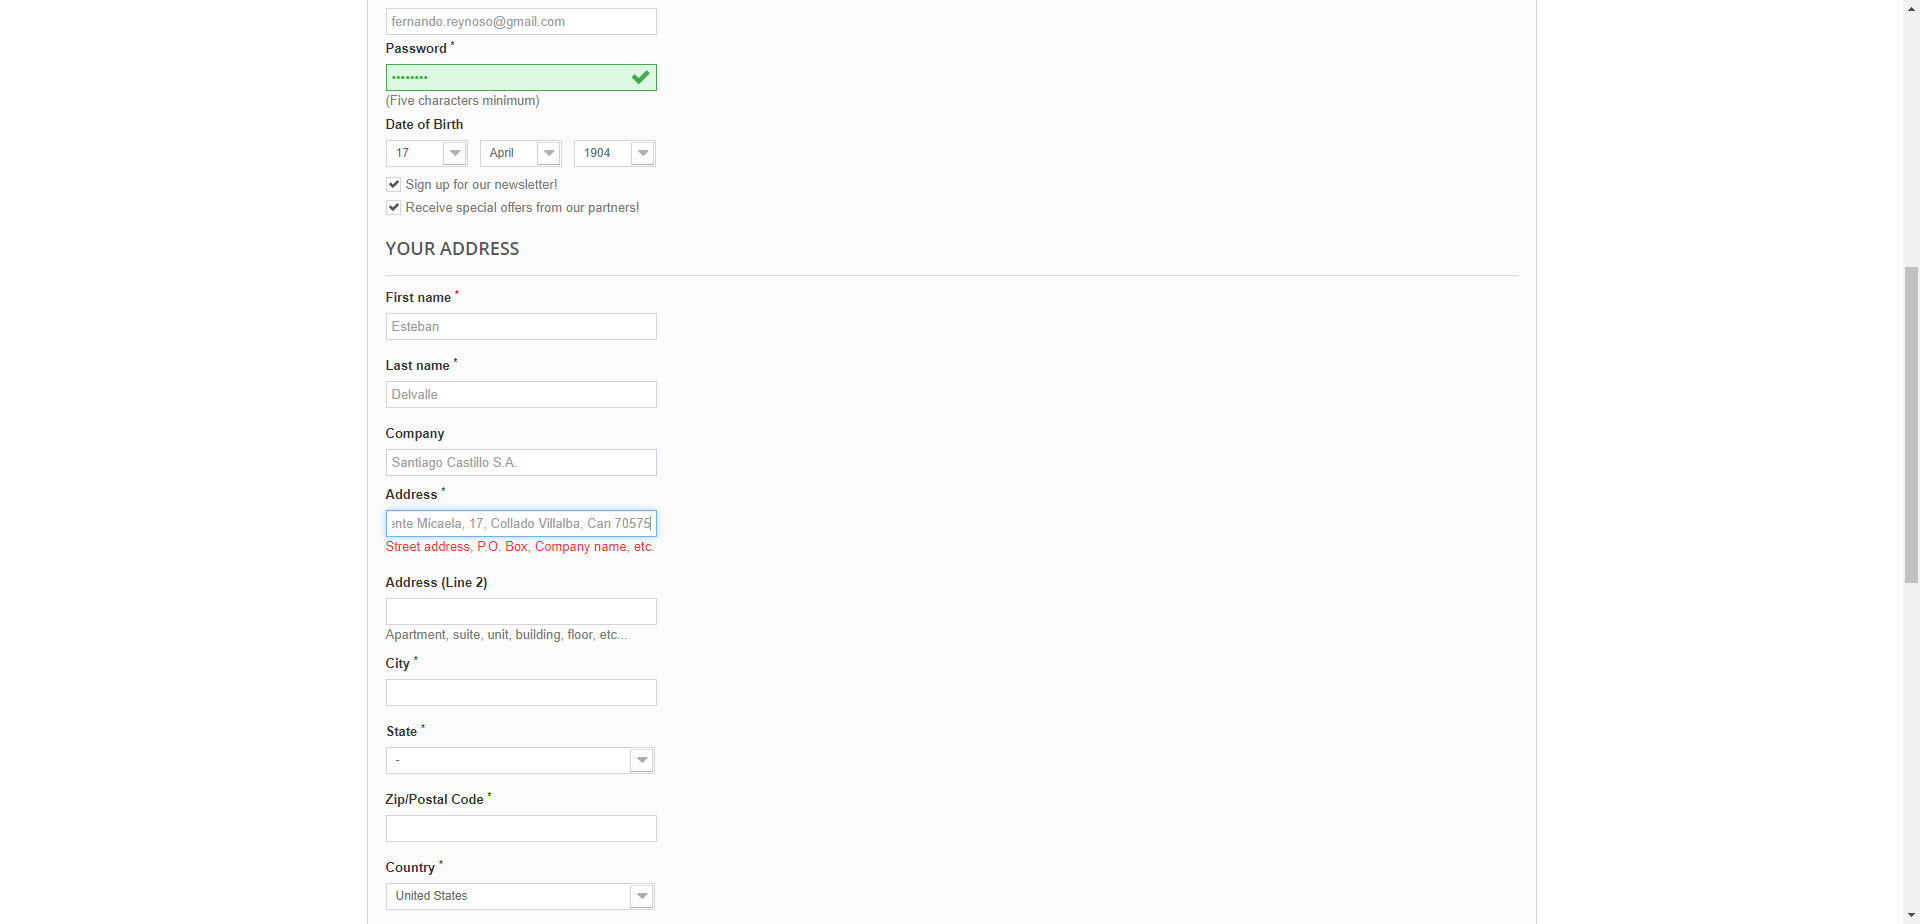 fernando.reynoso@gmail.com
Password *
••••••••
(Five characters minimum)
Date of Birth
17 April 1904
Sign up for our newsletter!
Receive special offers from our partners!
YOUR ADDRESS
First name *
Esteban
Last name *
Delvalle
Company
Santiago Castillo S.A.
Address *
ente Micaela, 17, Collado Villalba, Can 70575
Street address, P.O. Box, Company name, etc.
Address (Line 2)
Apartment, suite, unit, building, floor, etc...
City *
State *
-
Zip/Postal Code *
Country *
United States